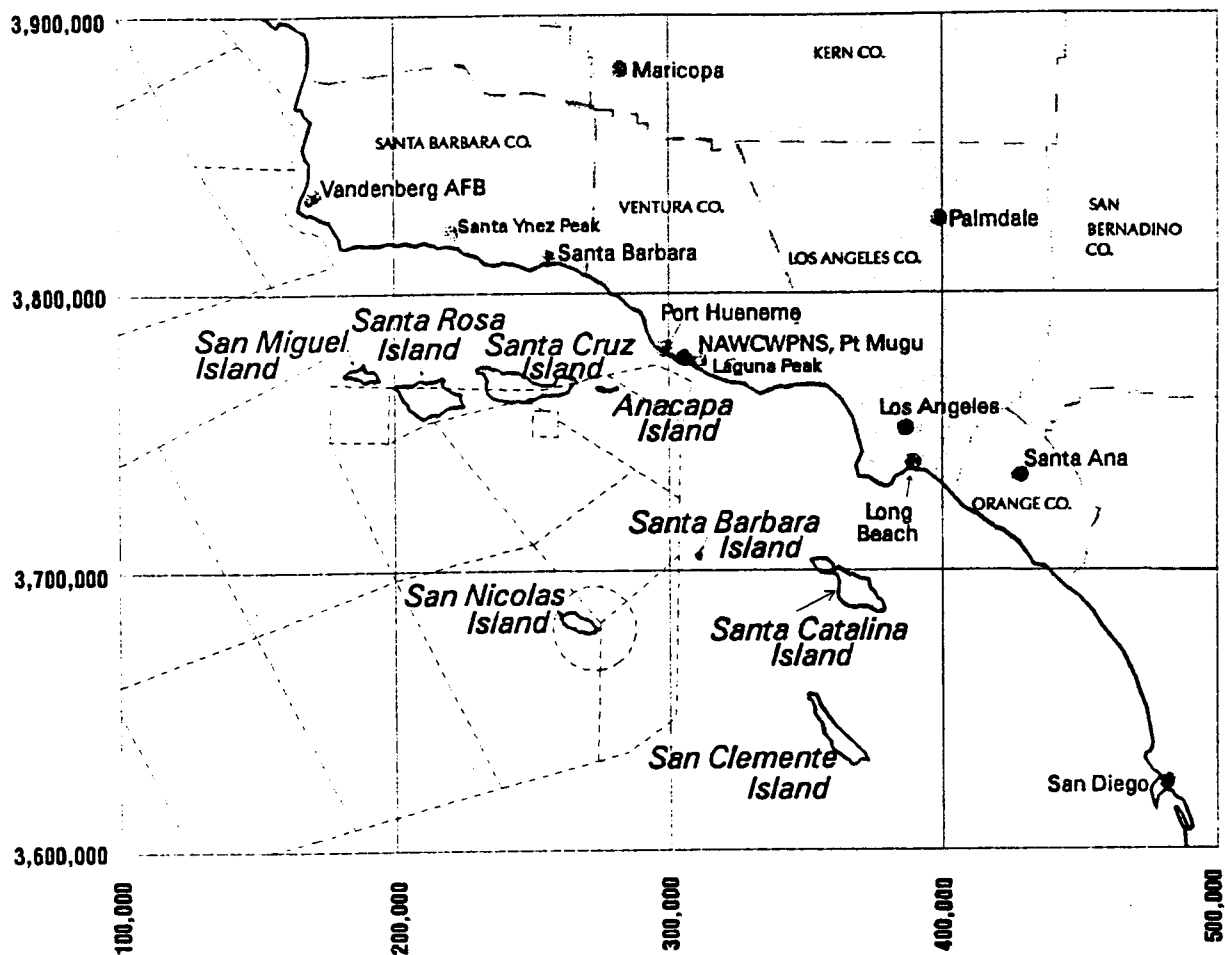 3,900,000
KERN CO.
Maricopa
SANTA BARBARA CO.
Vandenberg AFB
VENTURA CO.
SAN
BERNADINO
CO.
Palmdale
Santa Ynez Peak
Santa Barbara
LOS ANGELES CO.
3,800,000
Port Hueneme
San Miguel
Island
Santa Rosa
Island
Santa Cruz
Island
NAWCWPNS, Pt Mugu
Laguna Peak
Anacapa
Island
Los Angeles
Santa Ana
ORANGE CO.
Long
Beach
Santa Barbara
Island
3,700,000
San Nicolas
Island
Santa Catalina
Island
San Clemente
Island
San Diego
3,600,000
100,000
200,000
300,000
400,000
500,000